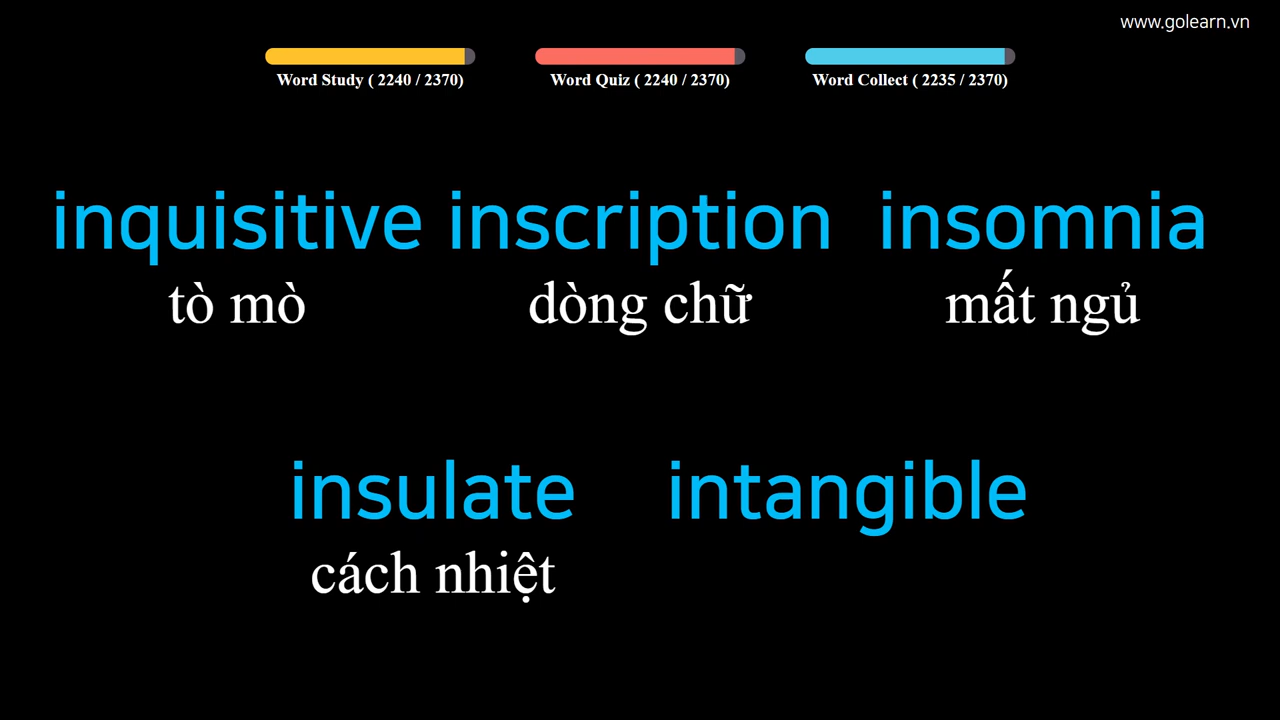 www.golearn.vn
Word Study ( 2240 / 2370) Word Quiz ( 2240 / 2370) Word Collect ( 2235 / 2370)
inquisitive inscription insomnia
tò mò dòng chữ mất ngủ
insulate intangible
cách nhiệt